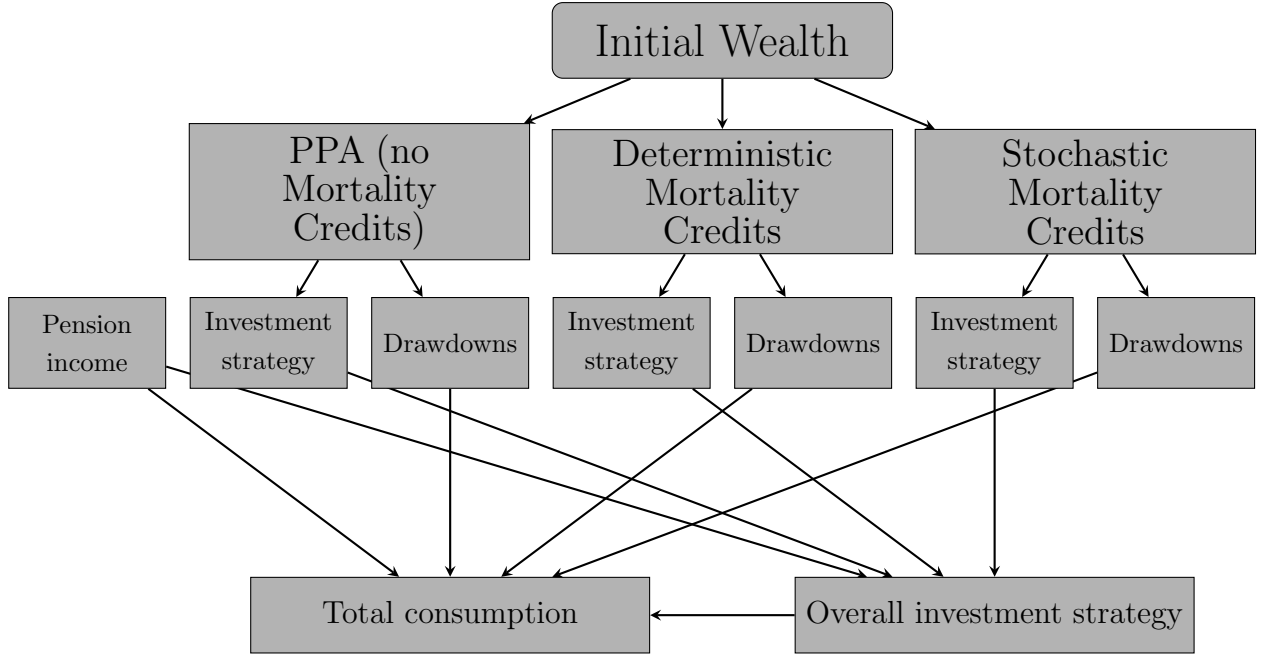 Initial Wealth
PPA (no
Mortality
Credits)
Deterministic
Mortality
Credits
Stochastic
Mortality
Credits
Pension
income
Investment
strategy
Drawdowns
Investment
strategy
Drawdowns
Investment
strategy
Drawdowns
Total consumption
Overall investment strategy